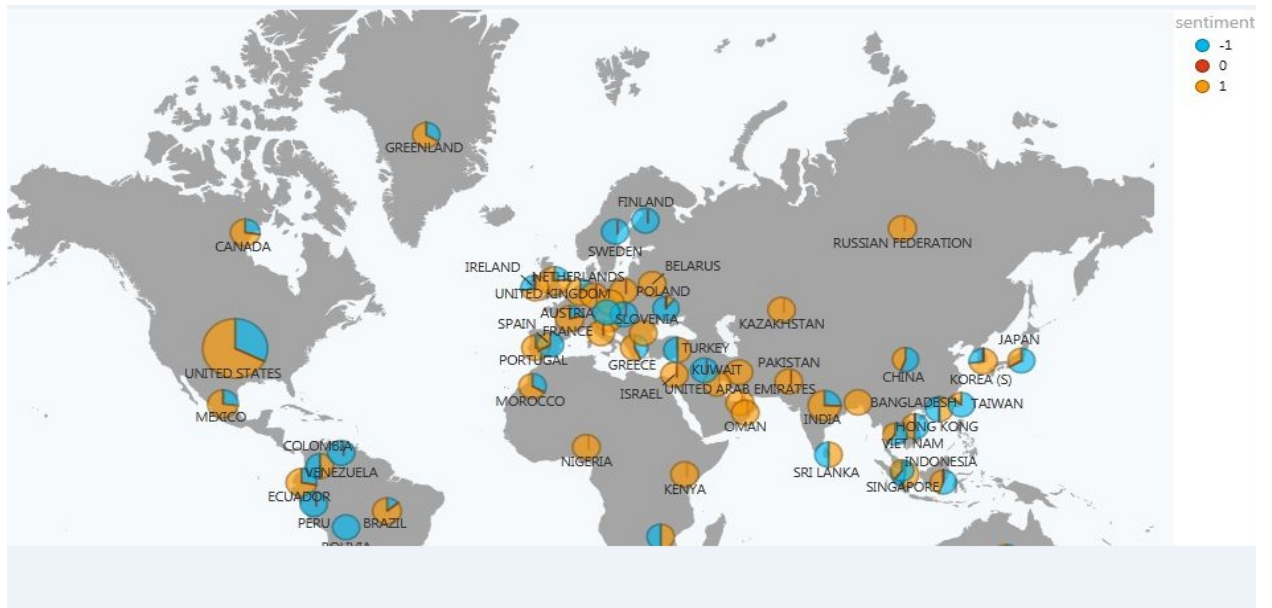 sentiment
-1
0
1
GREENLAND
FINLAND
CANADA
SWEDEN
RUSSIAN FEDERATION
IRELAND
NETHERLANDS
BELARUS
UNITED KINGDOM
POLAND
AUSTRIA
SLOVENIA
SPAIN
FRANCE
KAZAKHSTAN
PORTUGAL
GREECE
TURKEY
JAPAN
UNITED STATES
KUWAIT
PAKISTAN
CHINA
KOREA (S)
MOROCCO
ISRAEL
UNITED ARAB EMIRATES
MEXICO
BANGLADESH
TAIWAN
OMAN
INDIA
HONG KONG
VIET NAM
COLOMBIA
NIGERIA
VENEZUELA
SRI LANKA
INDONESIA
ECUADOR
KENYA
SINGAPORE
PERU
BRAZIL
BOLIVIA